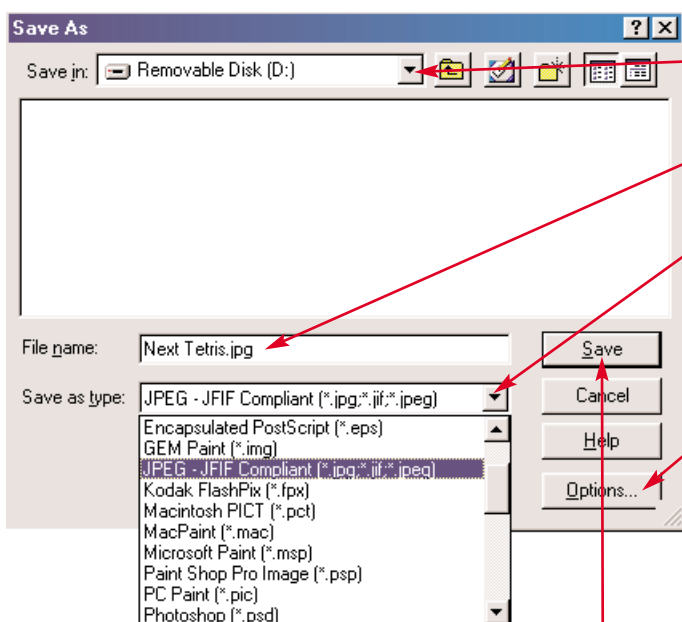 Save As
Save in: Removable Disk (D:)
File name: Next Tetris.jpg
Save
Save as type: JPEG - JFIF Compliant (*.jpg;*.jif;*.jpeg)
Cancel
Encapsulated PostScript (*.eps)
GEM Paint (*.img)
Help
JPEG - JFIF Compliant (*.jpg;*.jif;*.jpeg)
Kodak FlashPix (*.fpx)
Options...
Macintosh PICT (*.pct)
MacPaint (*.mac)
Microsoft Paint (*.msp)
Paint Shop Pro Image (*.psp)
PC Paint (*.pic)
Photoshop (*.psd)